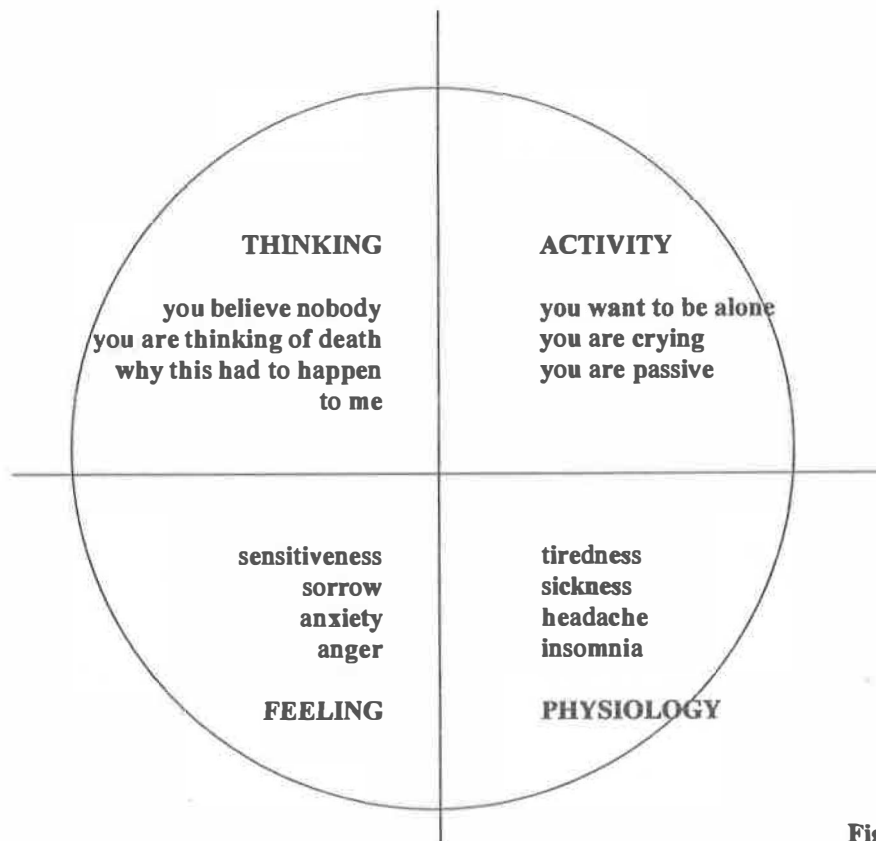 THINKING
you believe nobody
you are thinking of death
why this had to happen
to me
ACTIVITY
you want to be alone
you are crying
you are passive
sensitiveness
sorrow
anxiety
anger
FEELING
tiredness
sickness
headache
insomnia
PHYSIOLOGY
Fig